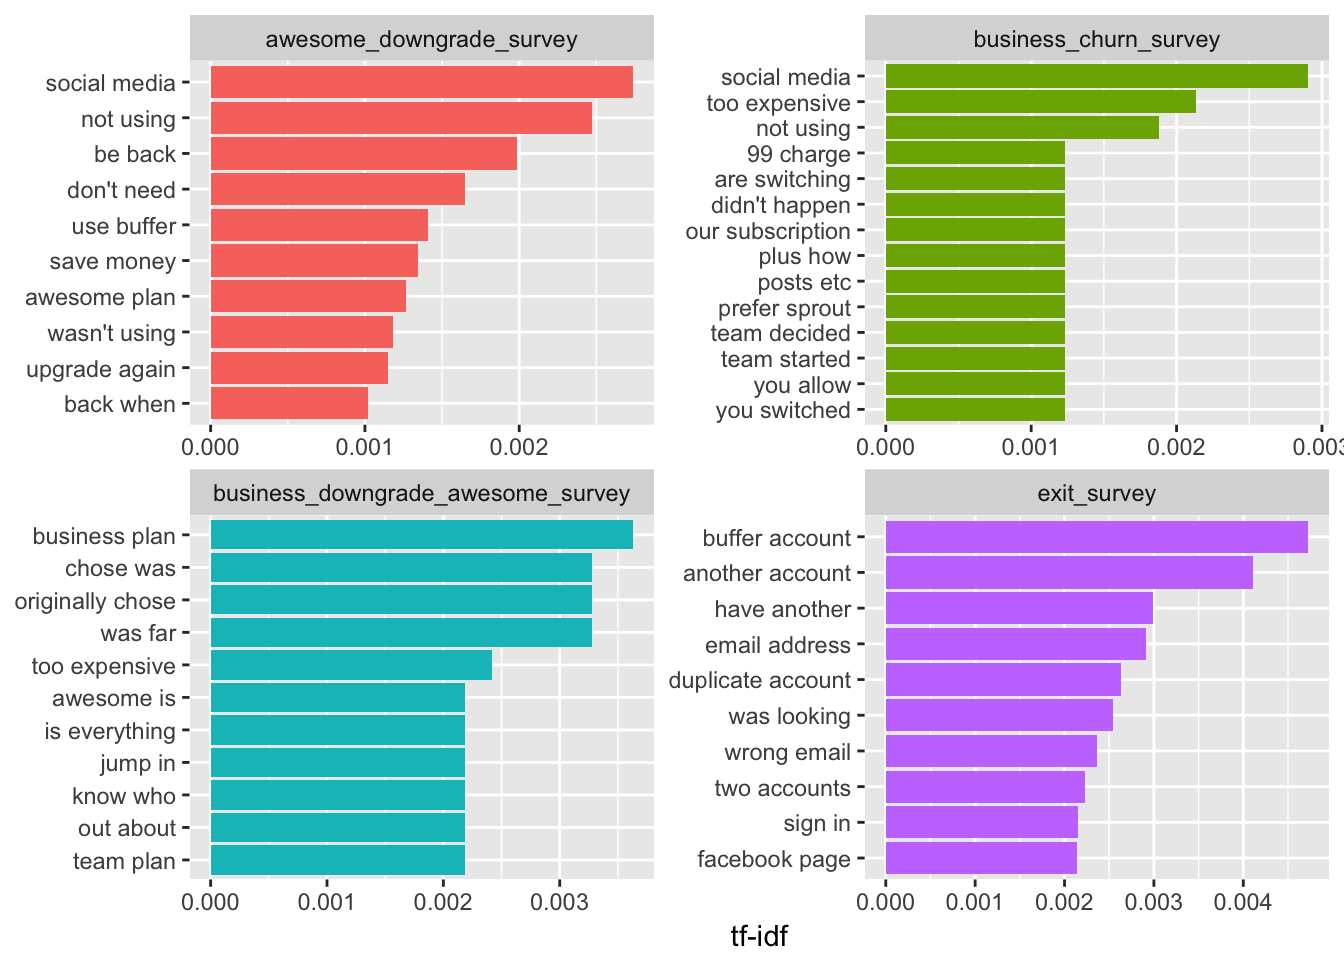 awesome_downgrade_survey
social media
not using
be back
don't need
use buffer
save money
awesome plan
wasn't using
upgrade again
back when
0.000 0.001 0.002
business_churn_survey
social media
too expensive
not using
99 charge
are switching
didn't happen
our subscription
plus how
posts etc
prefer sprout
team decided
team started
you allow
you switched
0.000 0.001 0.002 0.003
business_downgrade_awesome_survey
business plan
chose was
originally chose
was far
too expensive
awesome is
is everything
jump in
know who
out about
team plan
0.000 0.001 0.002 0.003
exit_survey
buffer account
another account
have another
email address
duplicate account
was looking
wrong email
two accounts
sign in
facebook page
0.000 0.001 0.002 0.003 0.004
tf-idf